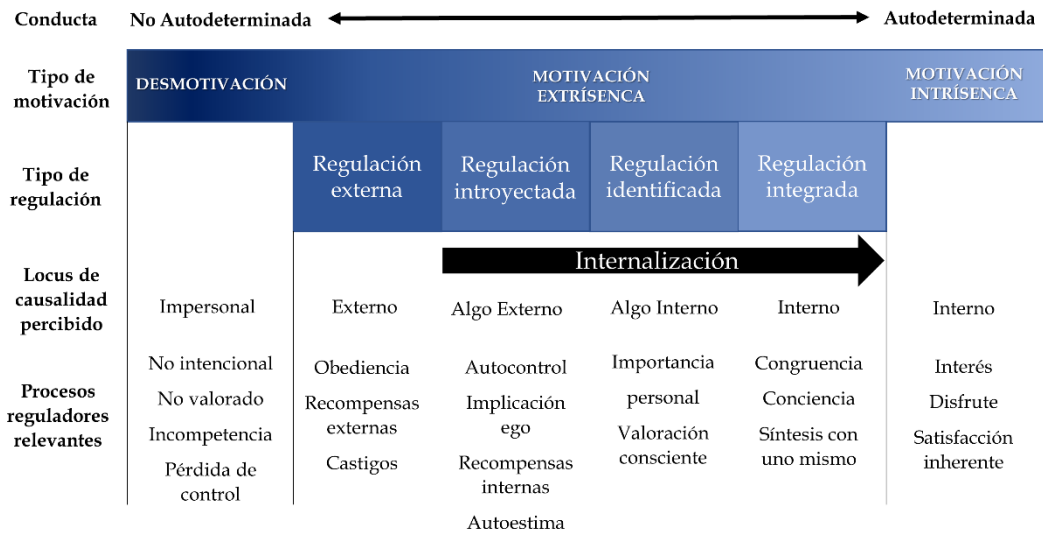 Conducta No Autodeterminada Autodeterminada
Tipo de
motivación
DESMOTIVACIÓN
MOTIVACIÓN
EXTRÍSENCA
MOTIVACIÓN
INTRÍSENCA
Tipo de
regulación
Regulación
externa
Regulación
introyectada
Regulación
identificada
Regulación
integrada
Internalización
Locus de
causalidad
percibido
Impersonal
Externo
Algo Externo
Algo Interno
Interno
Interno
Procesos
reguladores
relevantes
No intencional
No valorado
Incompetencia
Pérdida de
control
Obediencia
Recompensas
externas
Castigos
Autocontrol
Implicación
ego
Recompensas
internas
Autoestima
Importancia
personal
Valoración
consciente
Congruencia
Conciencia
Síntesis con
uno mismo
Interés
Disfrute
Satisfacción
inherente